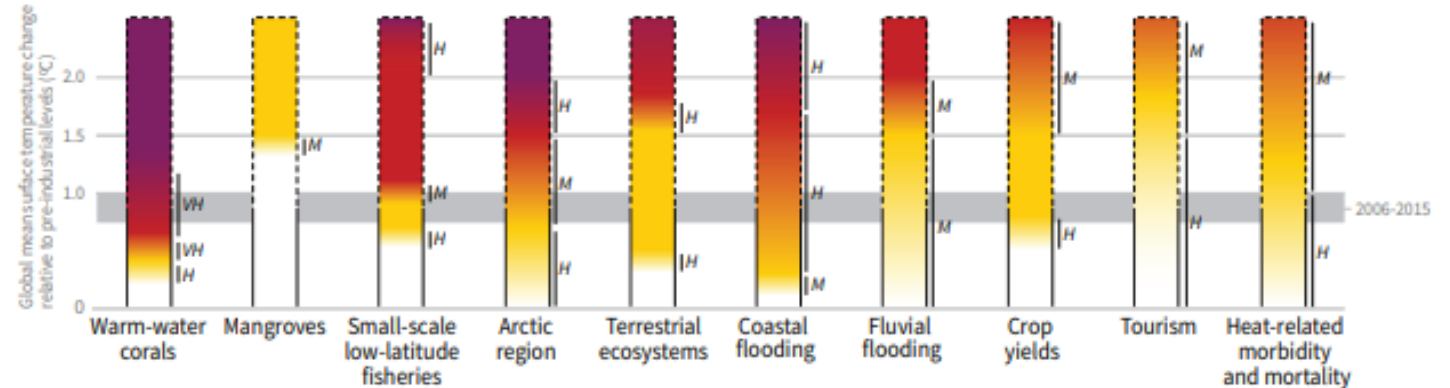 Global mean surface temperature change
relative to pre-industrial levels (°C)
2.0
1.5
1.0
0
VH
VH
H
M
H
M
H
H
M
H
H
H
H
H
M
M
M
M
H
M
H
M
H
2006-2015
Warm-water
corals
Mangroves
Small-scale
low-latitude
fisheries
Arctic
region
Terrestrial
ecosystems
Coastal
flooding
Fluvial
flooding
Crop
yields
Tourism
Heat-related
morbidity
and mortality